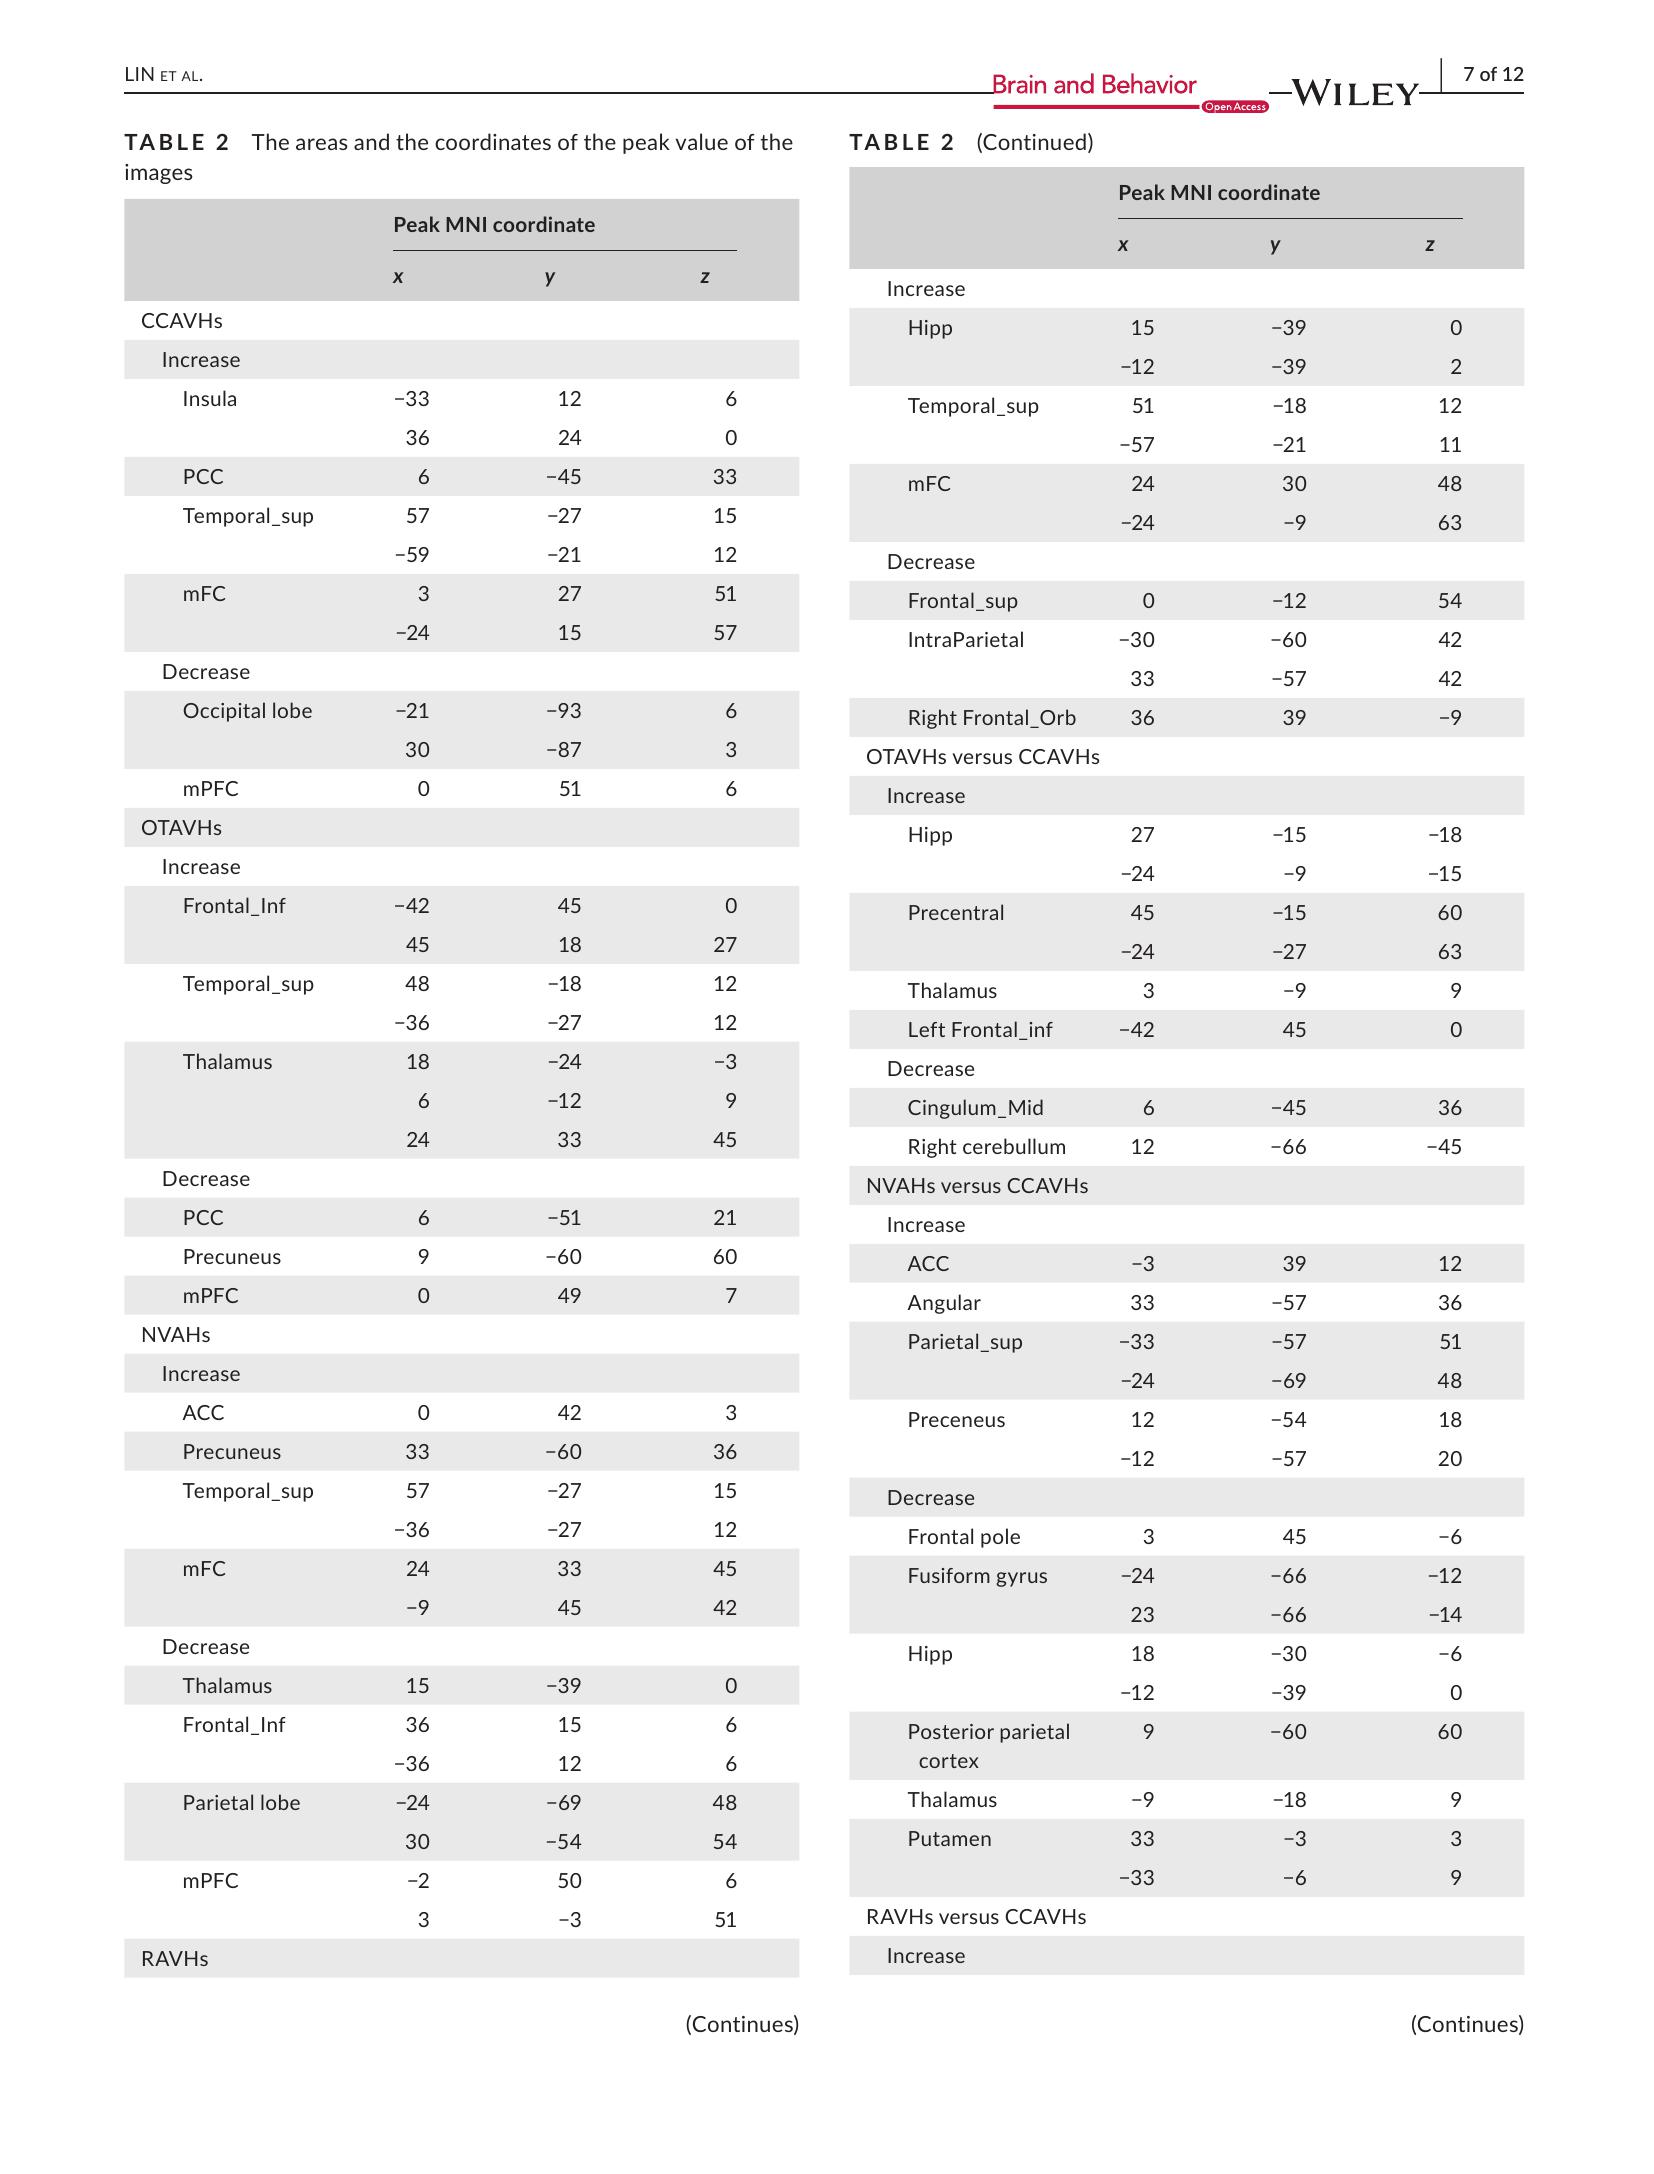 LIN ET AL.
Brain and Behavior
Open Access
WILEY
7 of 12
TABLE 2 The areas and the coordinates of the peak value of the
images
Peak MNI coordinate
x y z
CCAVHs
Increase
Insula −33 12 6
36 24 0
PCC 6 −45 33
Temporal_sup 57 −27 15
−59 −21 12
mFC 3 27 51
−24 15 57
Decrease
Occipital lobe −21 −93 6
30 −87 3
mPFC 0 51 6
OTAVHs
Increase
Frontal_Inf −42 45 0
45 18 27
Temporal_sup 48 −18 12
−36 −27 12
Thalamus 18 −24 −3
6 −12 9
24 33 45
Decrease
PCC 6 −51 21
Precuneus 9 −60 60
mPFC 0 49 7
NVAHs
Increase
ACC 0 42 3
Precuneus 33 −60 36
Temporal_sup 57 −27 15
−36 −27 12
mFC 24 33 45
−9 45 42
Decrease
Thalamus 15 −39 0
Frontal_Inf 36 15 6
−36 12 6
Parietal lobe −24 −69 48
30 −54 54
mPFC −2 50 6
3 −3 51
RAVHs
(Continues)
TABLE 2 (Continued)
Peak MNI coordinate
x y z
Increase
Hipp 15 −39 0
−12 −39 2
Temporal_sup 51 −18 12
−57 −21 11
mFC 24 30 48
−24 −9 63
Decrease
Frontal_sup 0 −12 54
IntraParietal −30 −60 42
33 −57 42
Right Frontal_Orb 36 39 −9
OTAVHs versus CCAVHs
Increase
Hipp 27 −15 −18
−24 −9 −15
Precentral 45 −15 60
−24 −27 63
Thalamus 3 −9 9
Left Frontal_inf −42 45 0
Decrease
Cingulum_Mid 6 −45 36
Right cerebullum 12 −66 −45
NVAHs versus CCAVHs
Increase
ACC −3 39 12
Angular 33 −57 36
Parietal_sup −33 −57 51
−24 −69 48
Preceneus 12 −54 18
−12 −57 20
Decrease
Frontal pole 3 45 −6
Fusiform gyrus −24 −66 −12
23 −66 −14
Hipp 18 −30 −6
−12 −39 0
Posterior parietal 9 −60 60
cortex
Thalamus −9 −18 9
Putamen 33 −3 3
−33 −6 9
RAVHs versus CCAVHs
Increase
(Continues)